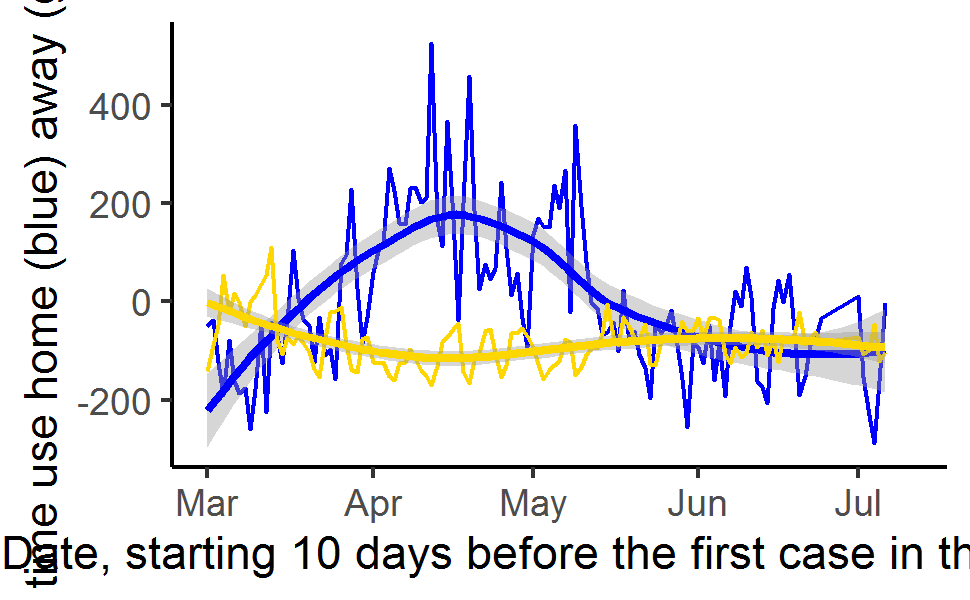 time use home (blue) away (
400
200
0
-200
Mar Apr May Jun Jul
Date, starting 10 days before the first case in th